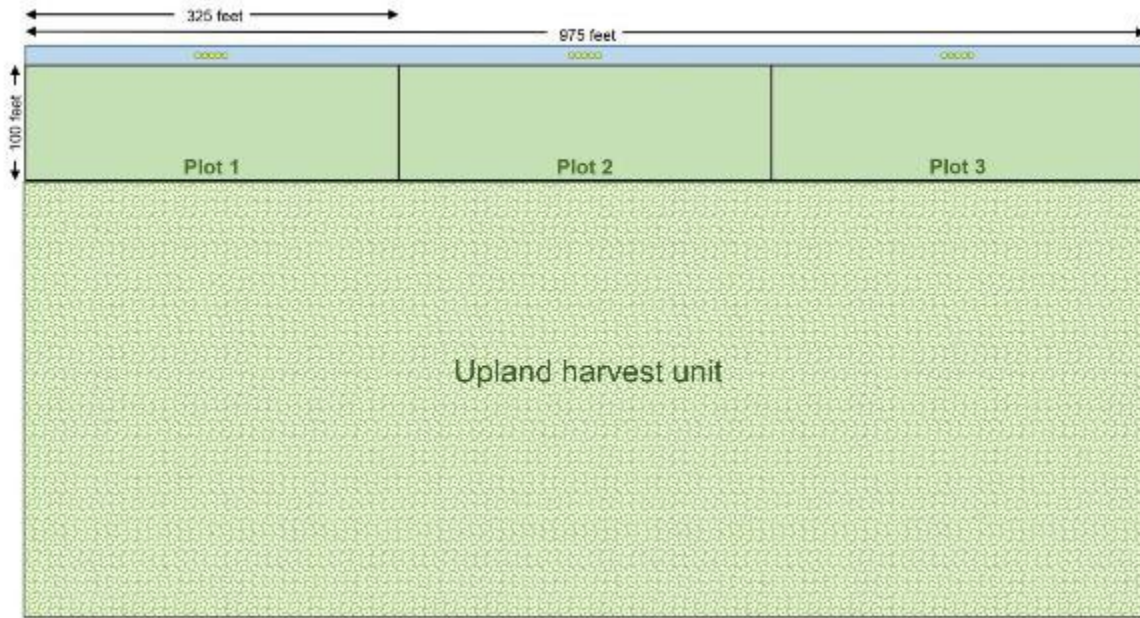 325 feet
975 feet
100 feet
Plot 1
Plot 2
Plot 3
Upland harvest unit